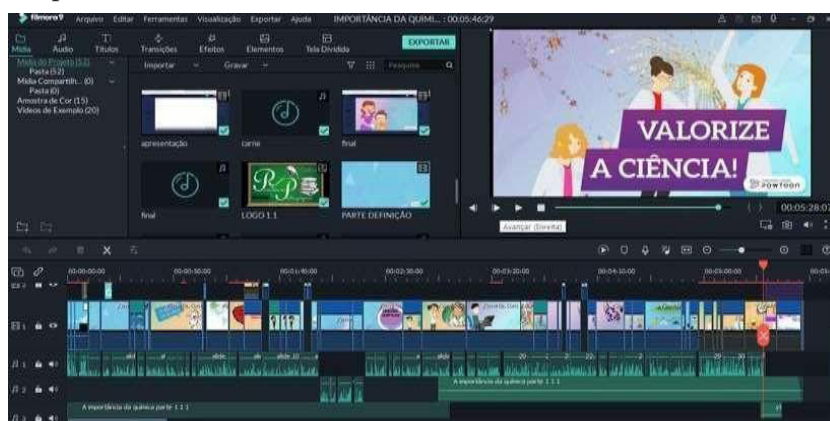 filmora9 Arquivo Editar Ferramentas Visualização Exportar Ajuda IMPORTÂNCIA DA QUIMI... : 00:05:46:29
Mídia Áudio Títulos Transições Efeitos Elementos Tela Dividida EXPORTAR
Mídia do Projeto (52)
Pasta (52)
Mídia Compartilh... (0)
Pasta (0)
Amostra de Cor (15)
Vídeos de Exemplo (20)
Importar Gravar Pesquisa
apresentação carne final
final LOGO 1.1 PARTE DEFINIÇÃO
VALORIZE
A CIÊNCIA!
POWTOON
00:05:28:07
Avançar (Direita)
00:00:00:00 00:00:50:00 00:01:40:00 00:02:30:00 00:03:20:00 00:04:10:00 00:05:00:00
A importância da química parte 1 1 1
A importância da química parte 1 1 1